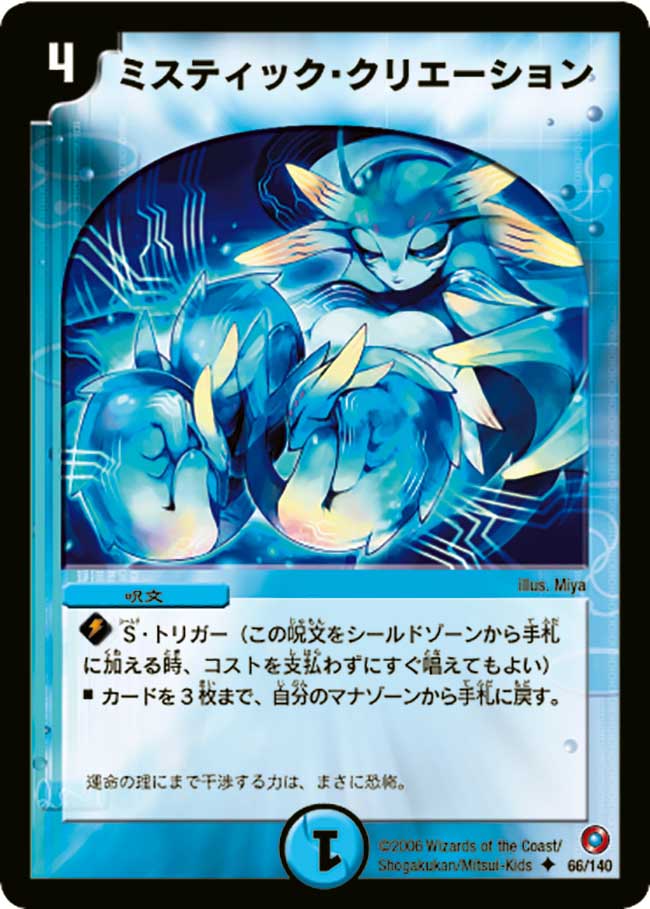 4
ミスティック・クリエーション
illus. Miya
呪文
S・トリガー（この呪文をシールドゾーンから手札
に加える時、コストを支払わずにすぐ唱えてもよい）
■ カードを3枚まで、自分のマナゾーンから手札に戻す。
運命の理にまで干渉する力は、まさに恐怖。
1
©2006 Wizards of the Coast/
Shogakukan/Mitsui-Kids ♦ 66/140